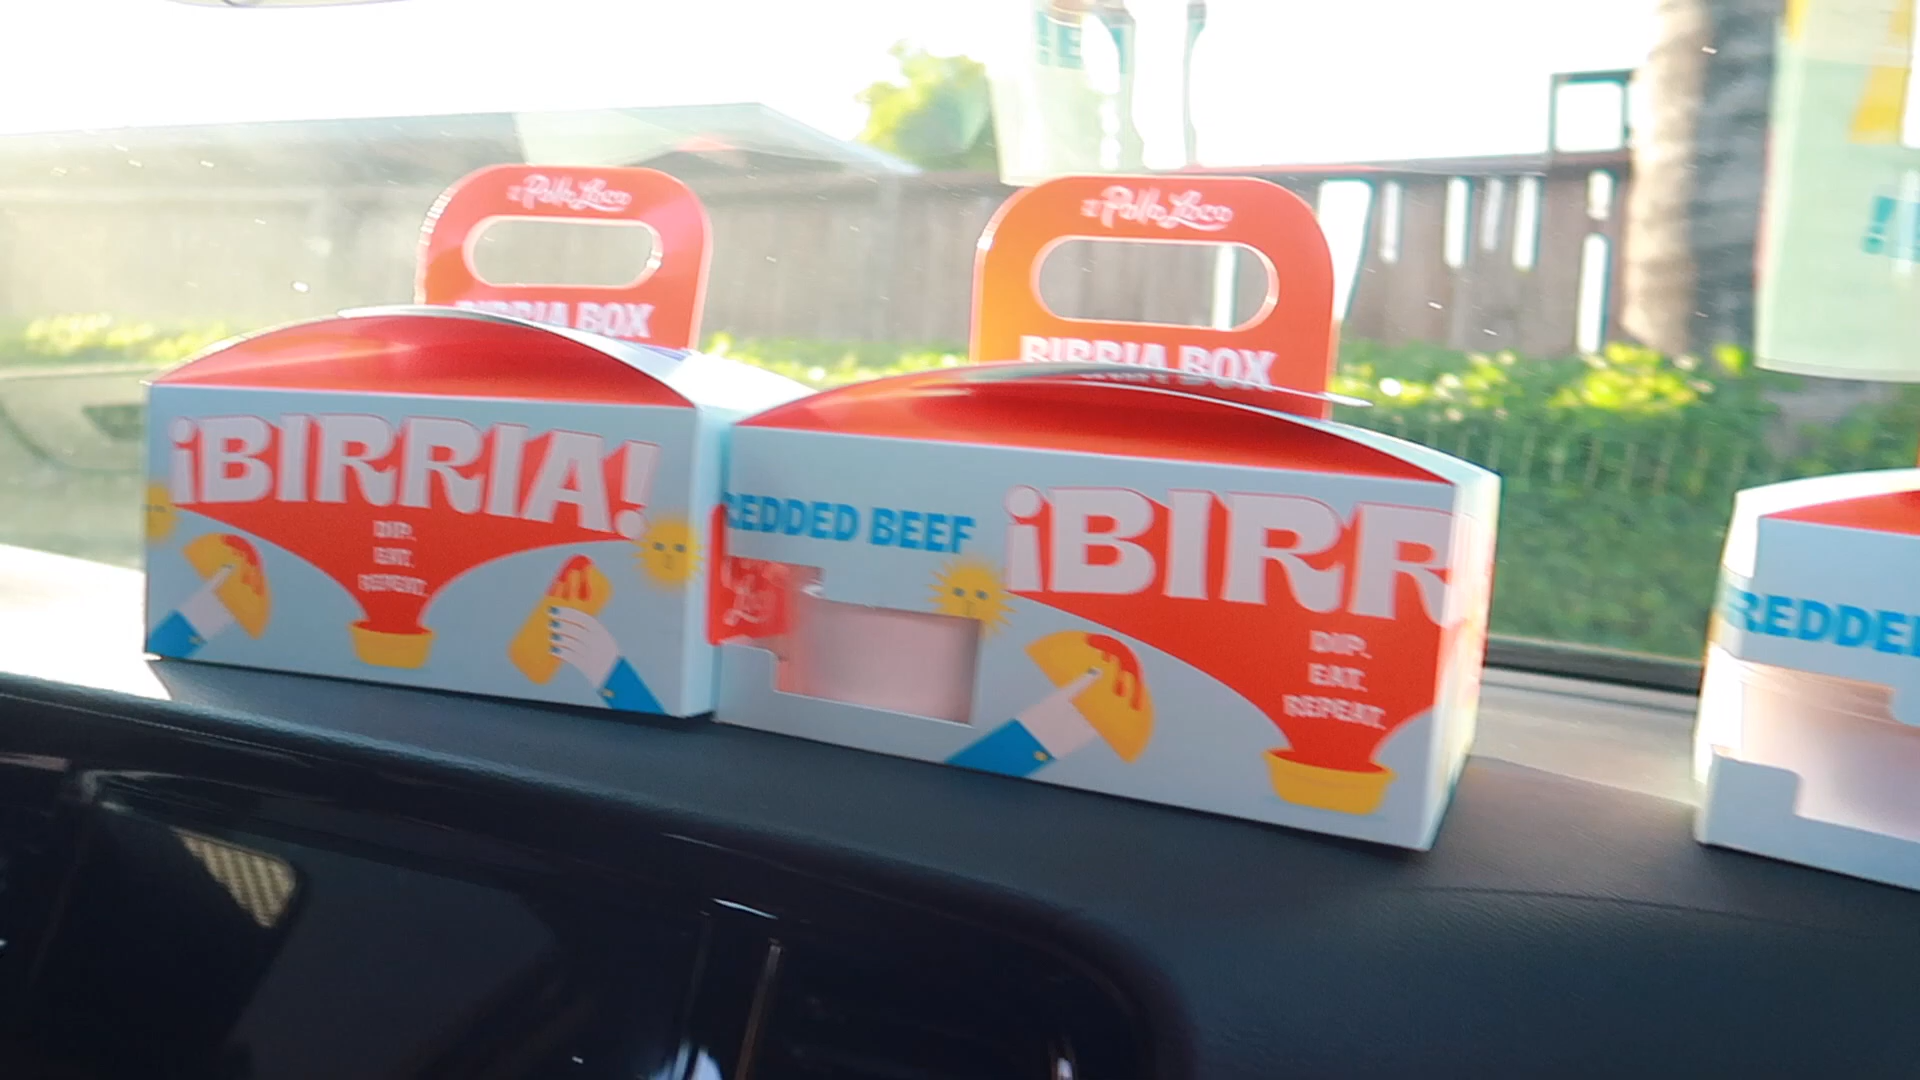 El Pollo Loco
BIRRIA BOX
¡BIRRIA!
DIP.
EAT.
REPEAT.
El Pollo Loco
BIRRIA BOX
REDDED BEEF
¡BIRR
DIP.
EAT.
REPEAT.
REDDE